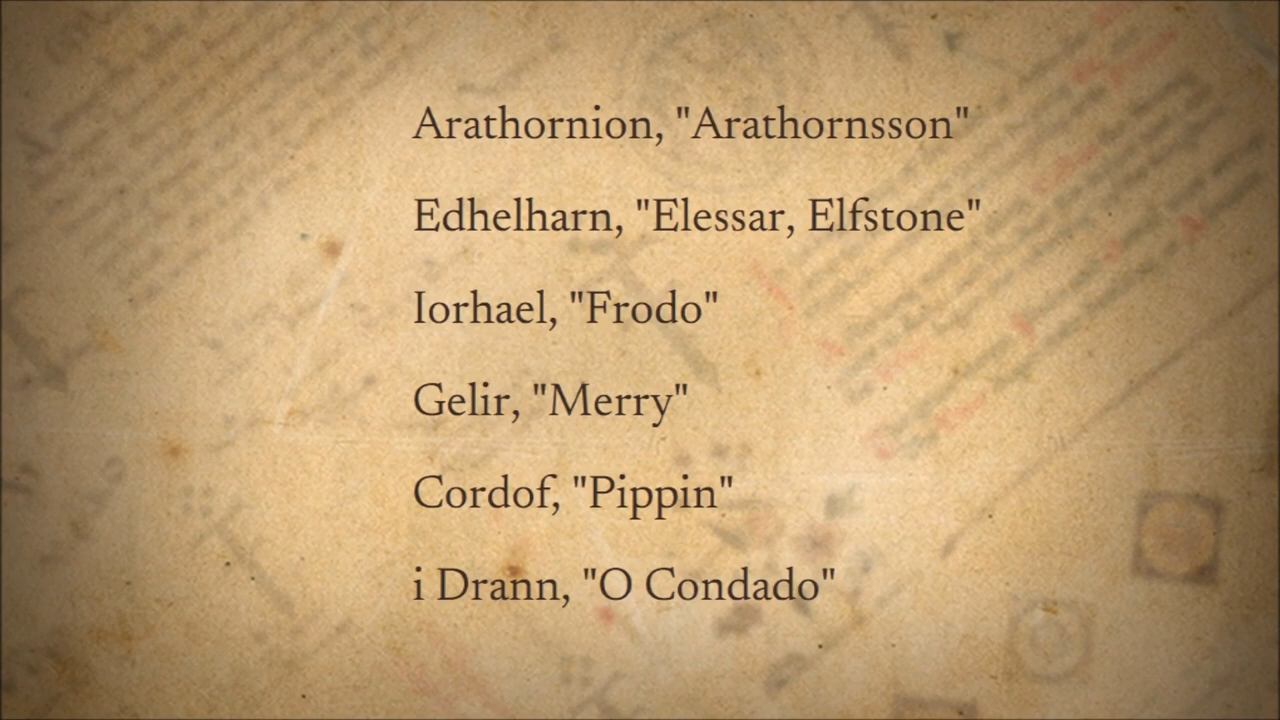 Arathornion, "Arathornsson"
Edhelharn, "Elessar, Elfstone"
Iorhael, "Frodo"
Gelir, "Merry"
Cordof, "Pippin"
i Drann, "O Condado"